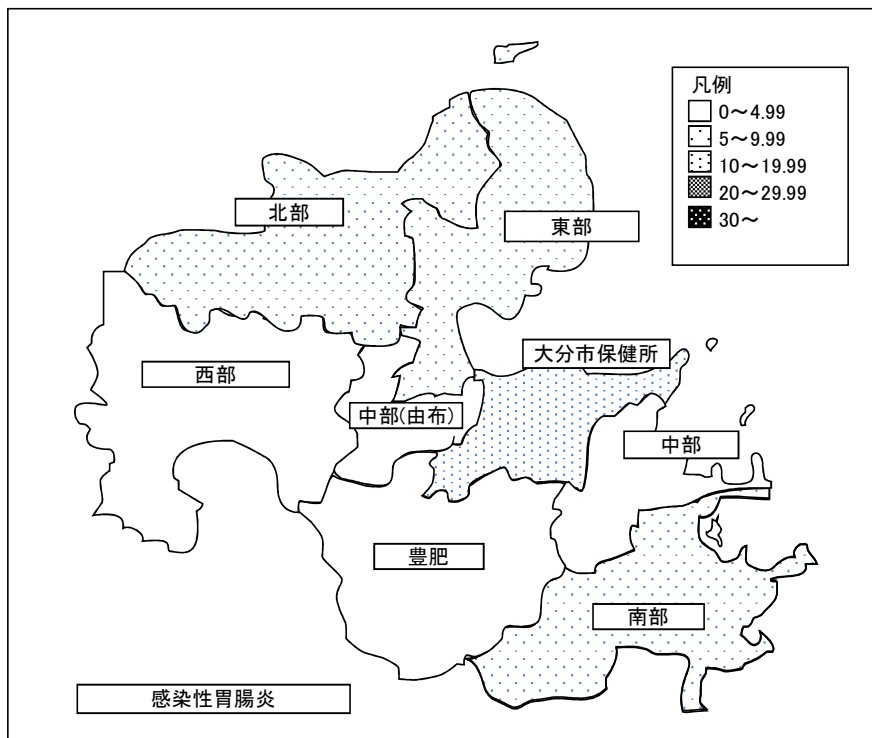 凡例
0～4.99
5～9.99
10～19.99
20～29.99
30～
北部
東部
大分市保健所
西部
中部(由布)
中部
豊肥
南部
感染性胃腸炎